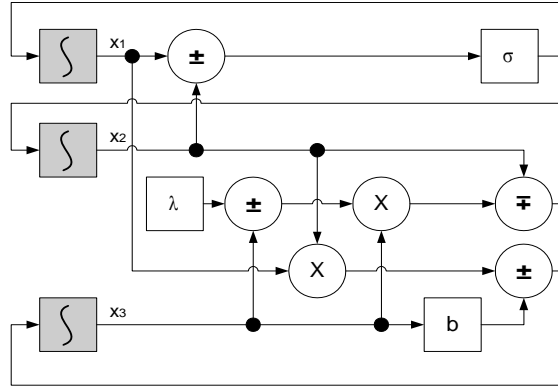 ∫ x₁ ± σ
∫ x₂
λ ± X ∓
X ±
∫ x₃ b